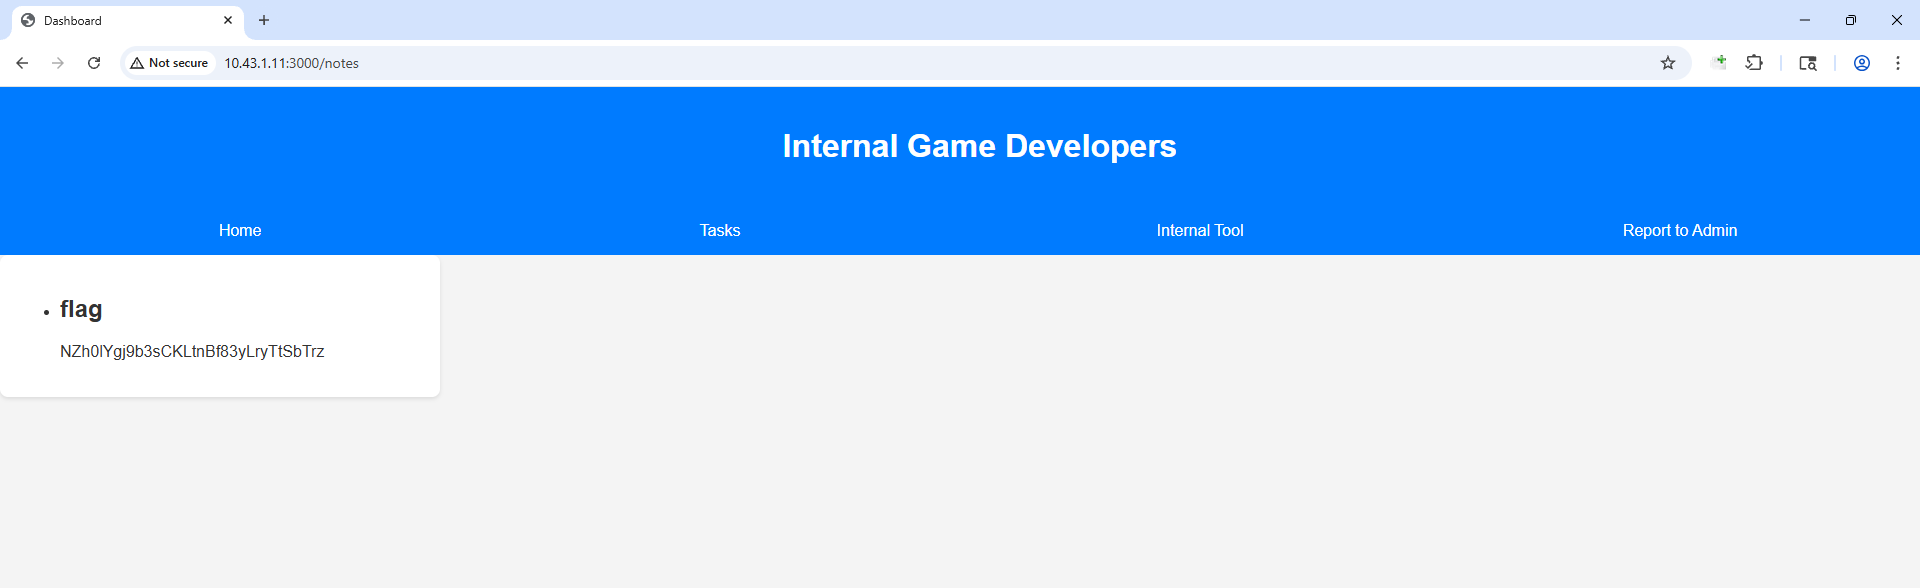 Dashboard
Not secure
10.43.1.11:3000/notes
Internal Game Developers
Home
Tasks
Internal Tool
Report to Admin
flag
NZh0lYgj9b3sCKLtnBf83yLryTtSbTrz